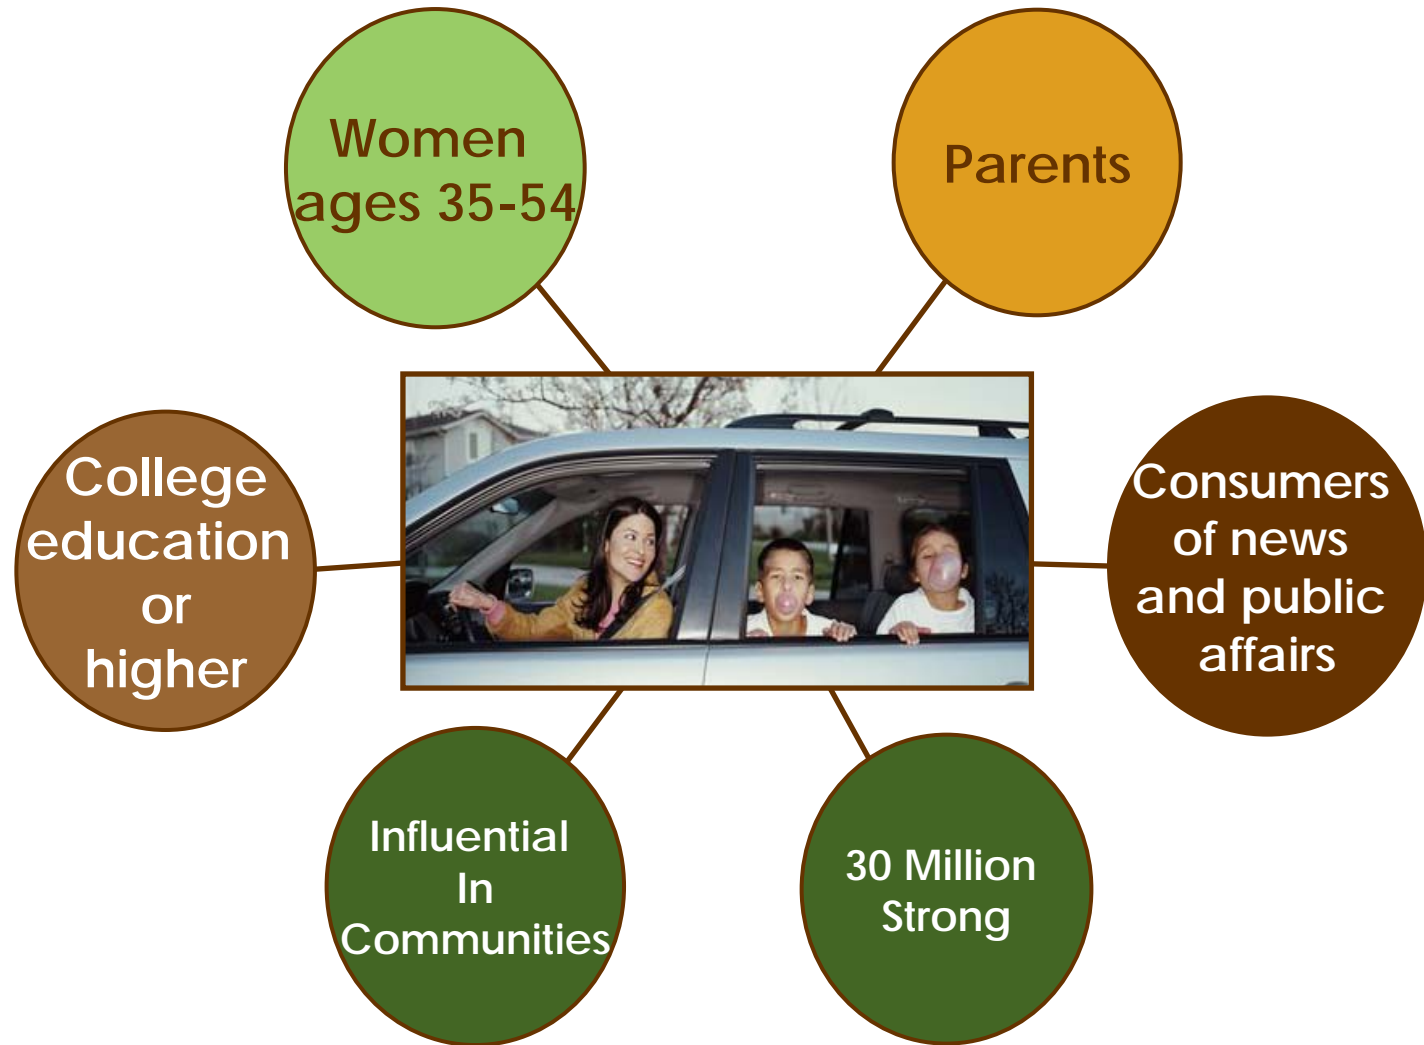 Women
ages 35-54
Parents
College
education
or
higher
Consumers
of news
and public
affairs
Influential
In
Communities
30 Million
Strong